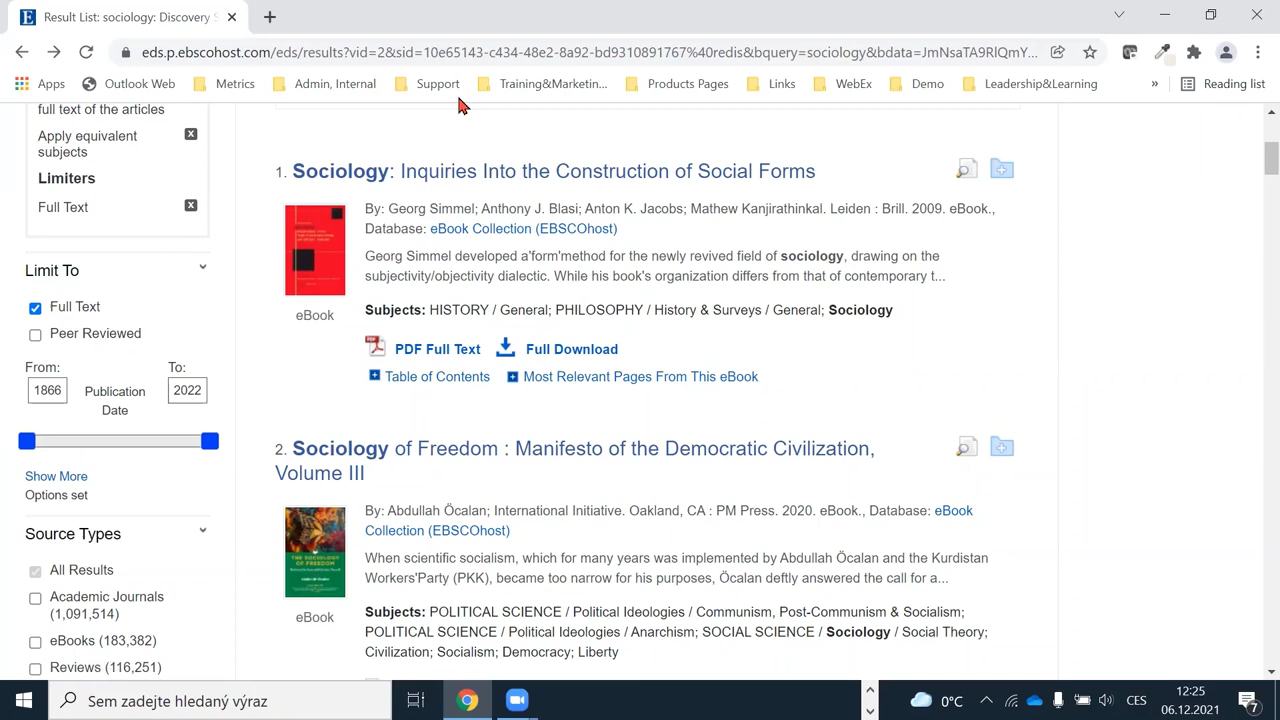 Result List: sociology: Discovery S
eds.p.ebscohost.com/eds/results?vid=2&sid=10e65143-c434-48e2-8a92-bd9310891767%40redis&bquery=sociology&bdata=JmNsaTA9RlQmY...
Apps Outlook Web Metrics Admin, Internal Support Training&Marketin... Products Pages Links WebEx Demo Leadership&Learning » Reading list
full text of the articles
Apply equivalent
subjects
Limiters
Full Text
Limit To
Full Text
Peer Reviewed
From: To:
1866 Publication Date 2022
Show More
Options set
Source Types
All Results
Academic Journals
(1,091,514)
eBooks (183,382)
Reviews (116,251)
1. Sociology: Inquiries Into the Construction of Social Forms
By: Georg Simmel; Anthony J. Blasi; Anton K. Jacobs; Mathew Kanjirathinkal. Leiden : Brill. 2009. eBook.,
Database: eBook Collection (EBSCOhost)
Georg Simmel developed a'form'method for the newly revived field of sociology, drawing on the
subjectivity/objectivity dialectic. While his book's organization differs from that of contemporary t...
eBook
Subjects: HISTORY / General; PHILOSOPHY / History & Surveys / General; Sociology
PDF Full Text Full Download
Table of Contents Most Relevant Pages From This eBook
2. Sociology of Freedom : Manifesto of the Democratic Civilization,
Volume III
By: Abdullah Öcalan; International Initiative. Oakland, CA : PM Press. 2020. eBook., Database: eBook
Collection (EBSCOhost)
THE SOCIOLOGY
OF FREEDOM
When scientific socialism, which for many years was implemented by Abdullah Öcalan and the Kurdistan
Workers'Party (PKK), became too narrow for his purposes, Öcalan deftly answered the call for a...
eBook
Subjects: POLITICAL SCIENCE / Political Ideologies / Communism, Post-Communism & Socialism;
POLITICAL SCIENCE / Political Ideologies / Anarchism; SOCIAL SCIENCE / Sociology / Social Theory;
Civilization; Socialism; Democracy; Liberty
Sem zadejte hledaný výraz
0°C CES 12:25
06.12.2021 7